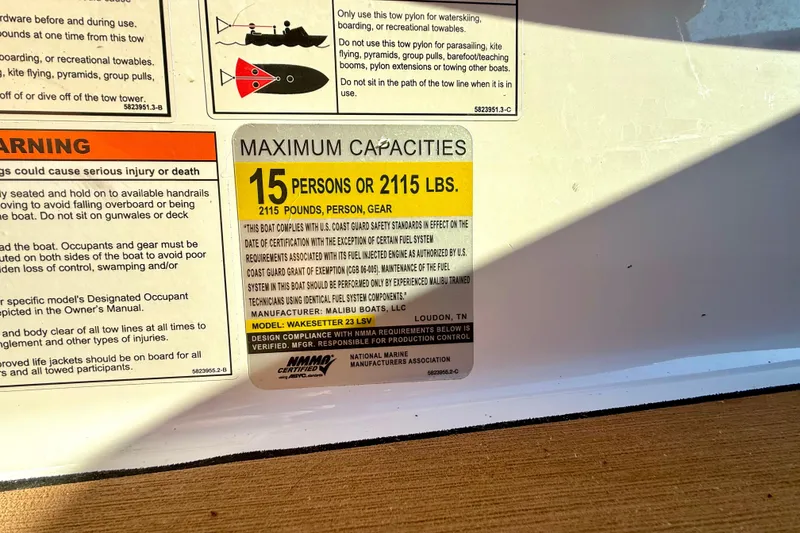 rdware before and during use.
ounds at one time from this tow
boarding, or recreational towables.
, kite flying, pyramids, group pulls,
off of or dive off of the tow tower.
5823951.3-B
Only use this tow pylon for waterskiing,
boarding, or recreational towables.
Do not use this tow pylon for parasailing, kite
flying, pyramids, group pulls, barefoot/teaching
booms, pylon extensions or towing other boats.
Do not sit in the path of the tow line when it is in
use.
5823951.3-C
ARNING
gs could cause serious injury or death
ly seated and hold on to available handrails
oving to avoid falling overboard or being
he boat. Do not sit on gunwales or deck
ad the boat. Occupants and gear must be
uted on both sides of the boat to avoid poor
dden loss of control, swamping and/or
r specific model's Designated Occupant
epicted in the Owner's Manual.
and body clear of all tow lines at all times to
nglement and other types of injuries.
proved life jackets should be on board for all
rs and all towed participants.
5823955.2-B
MAXIMUM CAPACITIES
15 PERSONS OR 2115 LBS.
2115 POUNDS, PERSON, GEAR
"THIS BOAT COMPLIES WITH U.S. COAST GUARD SAFETY STANDARDS IN EFFECT ON THE
DATE OF CERTIFICATION WITH THE EXCEPTION OF CERTAIN FUEL SYSTEM
REQUIREMENTS ASSOCIATED WITH ITS FUEL INJECTED ENGINE AS AUTHORIZED BY U.S.
COAST GUARD GRANT OF EXEMPTION (CGB 06-005). MAINTENANCE OF THE FUEL
SYSTEM IN THIS BOAT SHOULD BE PERFORMED ONLY BY EXPERIENCED MALIBU TRAINED
TECHNICIANS USING IDENTICAL FUEL SYSTEM COMPONENTS."
MANUFACTURER: MALIBU BOATS, LLC
LOUDON, TN
MODEL: WAKESETTER 23 LSV
DESIGN COMPLIANCE WITH NMMA REQUIREMENTS BELOW IS
VERIFIED. MFGR. RESPONSIBLE FOR PRODUCTION CONTROL
NMMA
CERTIFIED
NATIONAL MARINE
MANUFACTURERS ASSOCIATION
5823955.2-C